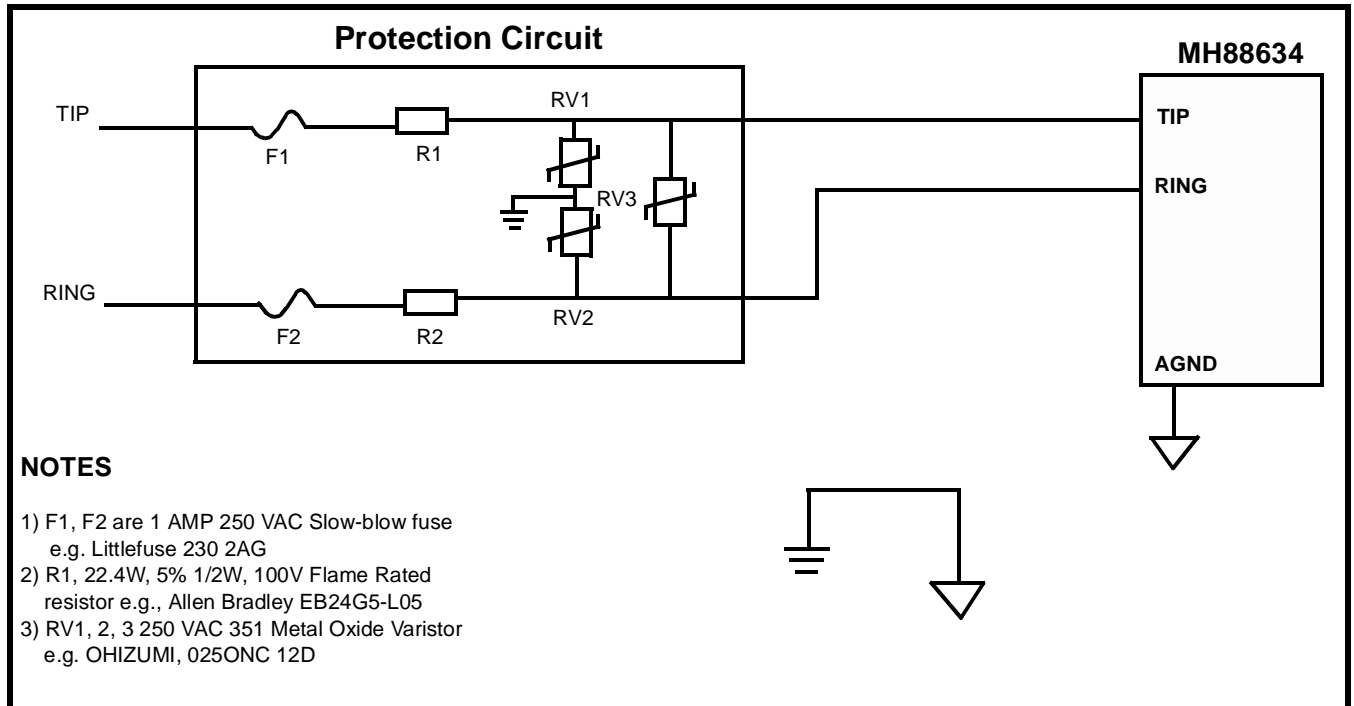 Protection Circuit
MH88634
TIP
F1
R1
RV1
RV3
TIP
RING
RING
F2
R2
RV2
AGND
NOTES
1) F1, F2 are 1 AMP 250 VAC Slow-blow fuse
e.g. Littlefuse 230 2AG
2) R1, 22.4W, 5% 1/2W, 100V Flame Rated
resistor e.g., Allen Bradley EB24G5-L05
3) RV1, 2, 3 250 VAC 351 Metal Oxide Varistor
e.g. OHIZUMI, 025ONC 12D